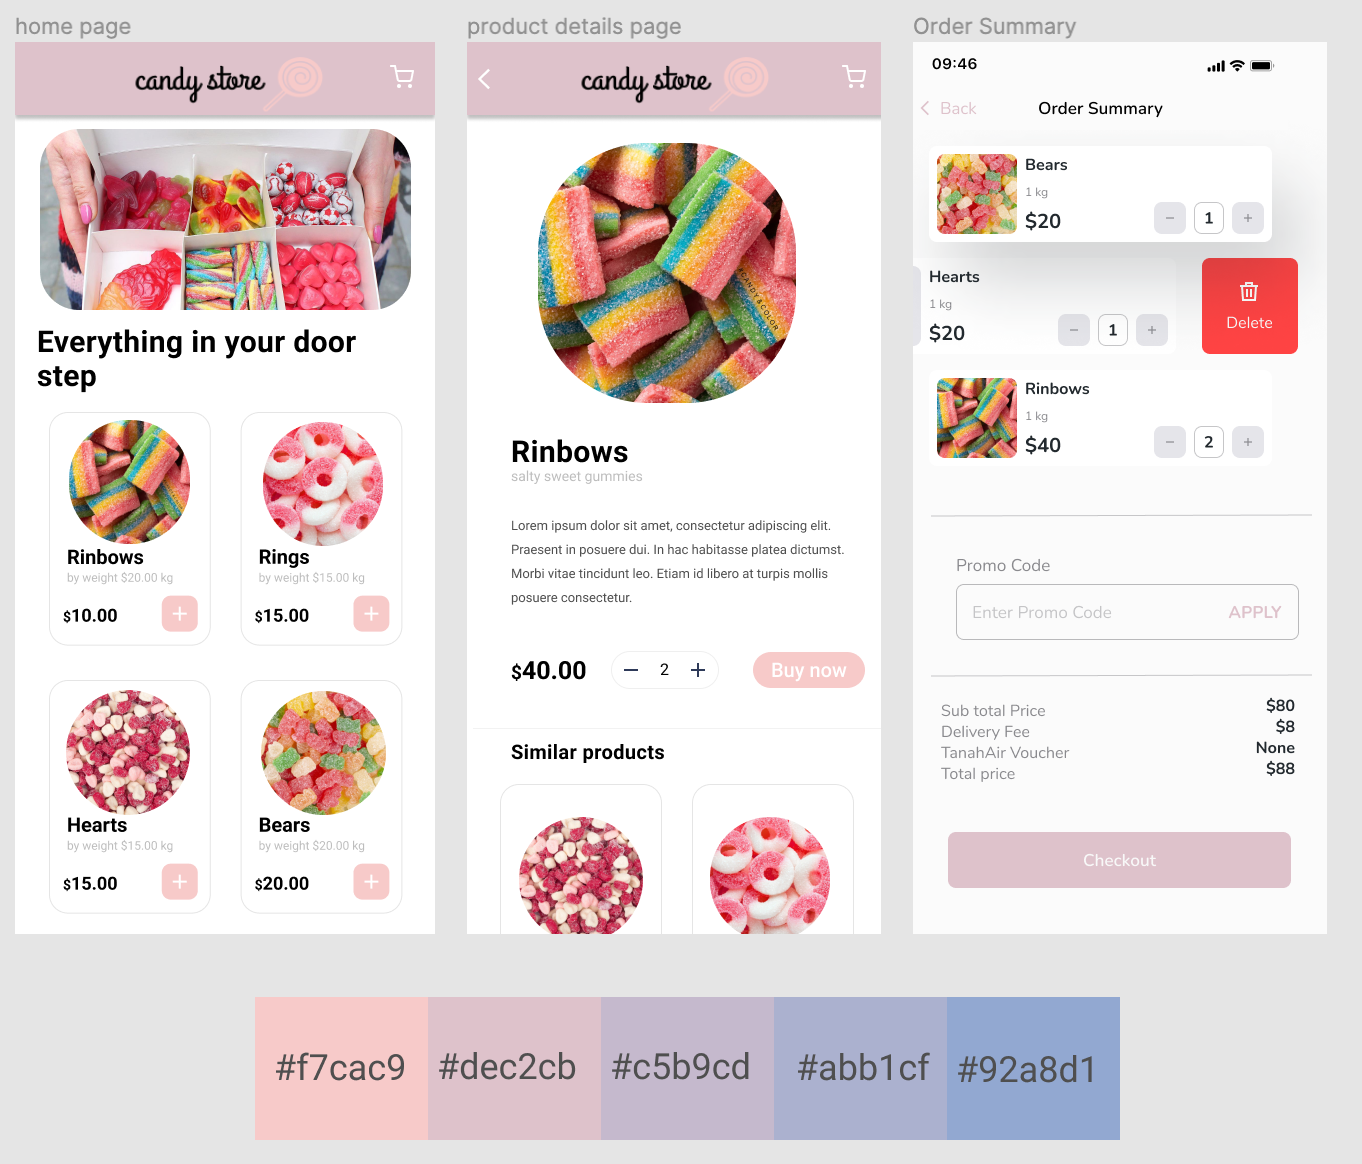 home page
candy store
Everything in your door
step
Rinbows
by weight $20.00 kg
$10.00
Rings
by weight $15.00 kg
$15.00
Hearts
by weight $15.00 kg
$15.00
Bears
by weight $20.00 kg
$20.00
product details page
candy store
CANDY&COLOR
Rinbows
salty sweet gummies
Lorem ipsum dolor sit amet, consectetur adipiscing elit.
Praesent in posuere dui. In hac habitasse platea dictumst.
Morbi vitae tincidunt leo. Etiam id libero at turpis mollis
posuere consectetur.
$40.00
2
Buy now
Similar products
Order Summary
09:46
Back
Order Summary
Bears
1 kg
$20
1
Hearts
1 kg
$20
1
Delete
Rinbows
1 kg
$40
2
Promo Code
Enter Promo Code
APPLY
Sub total Price $80
Delivery Fee $8
TanahAir Voucher None
Total price $88
Checkout
#f7cac9
#dec2cb
#c5b9cd
#abb1cf
#92a8d1